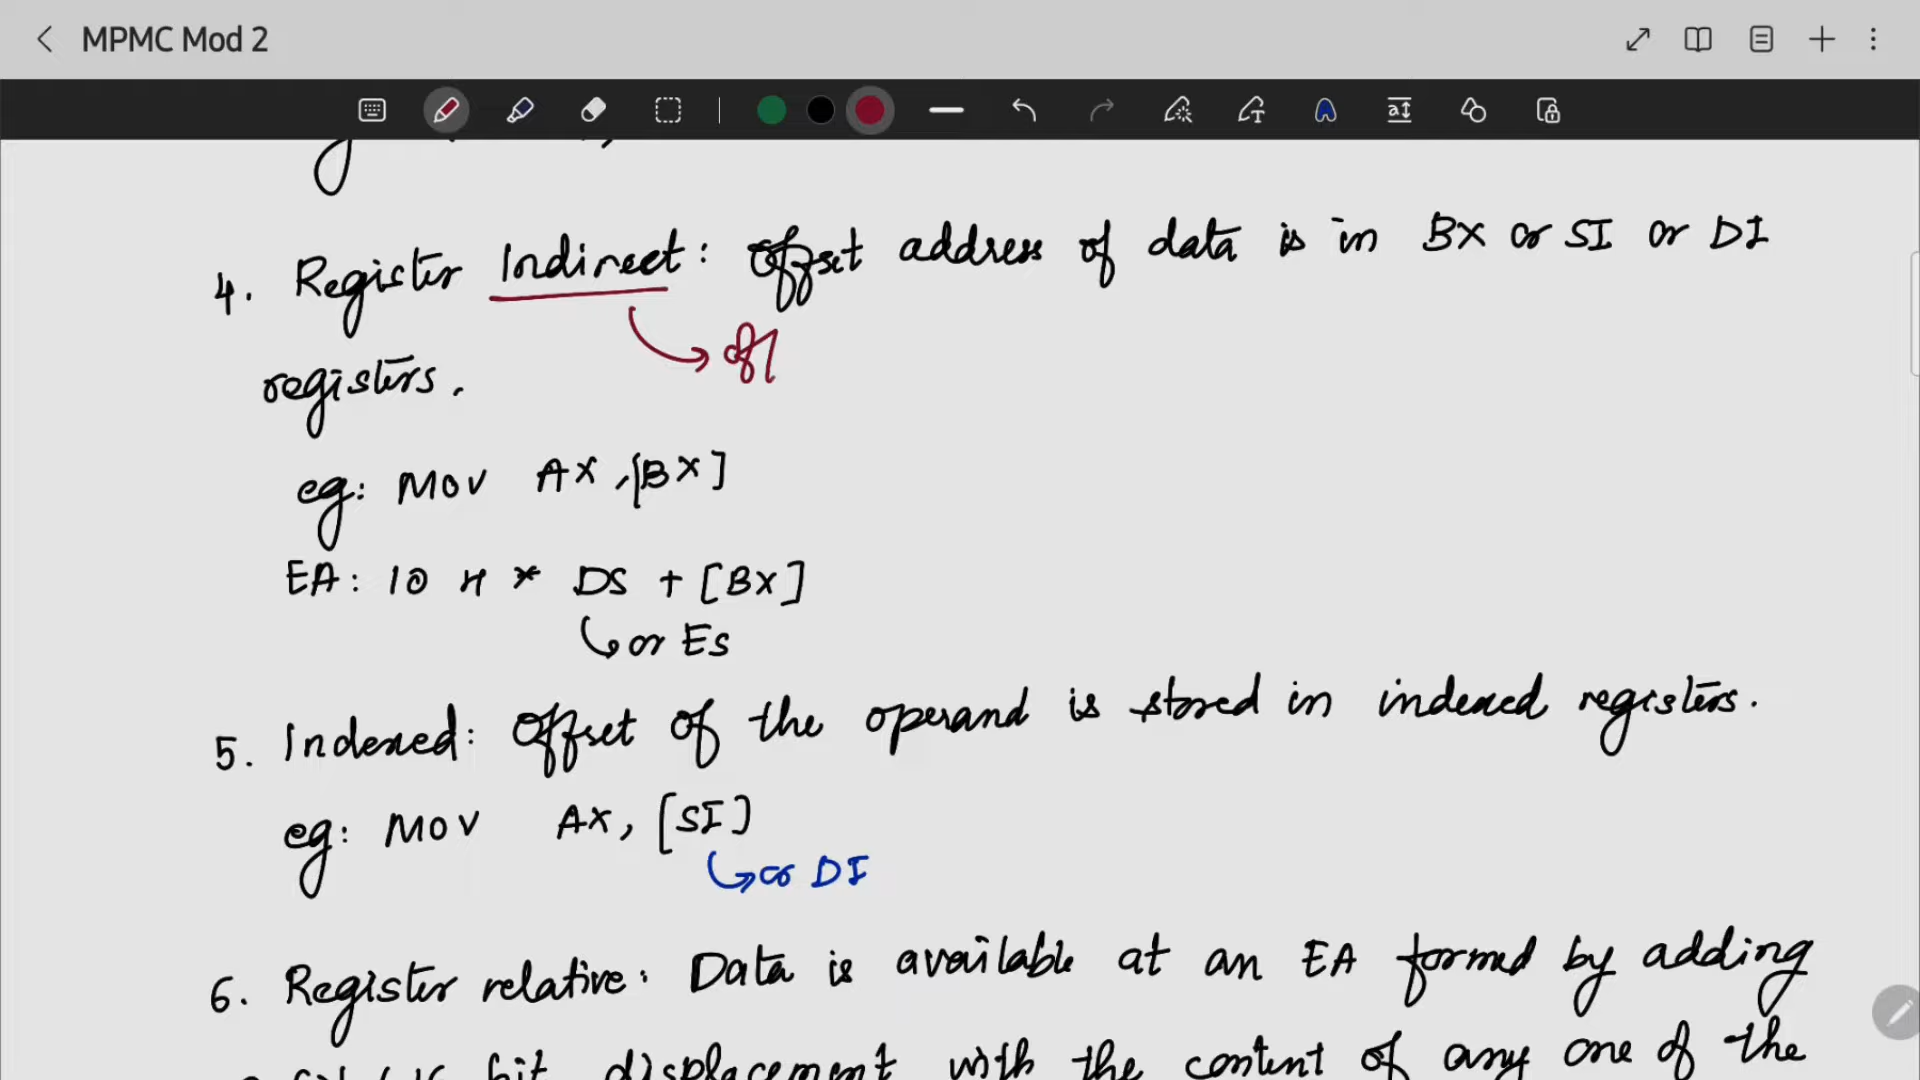 MPMC Mod 2
4. Register Indirect: Offset address of data is in BX or SI or DI
off
registers.
eg: MOV AX,[BX]
EA: 10 H * DS + [BX]
or ES
5. Indexed: Offset of the operand is stored in indexed registers.
eg: MOV AX, [SI]
or DI
6. Register relative: Data is available at an EA formed by adding
bit displacement with the content of any one of the